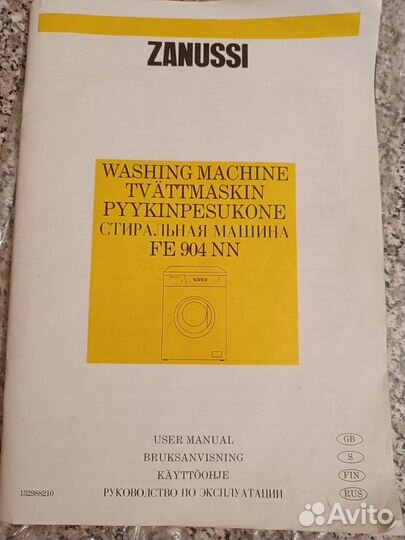 ZANUSSI
WASHING MACHINE
TVÄTTMASKIN
PYYKINPESUKONE
СТИРАЛЬНАЯ МАШИНА
FE 904 NN
USER MANUAL GB
BRUKSANVISNING S
KÄYTTÖOHJE FIN
132988210 РУКОВОДСТВО ПО ЭКСПЛУАТАЦИИ RUS
Avito